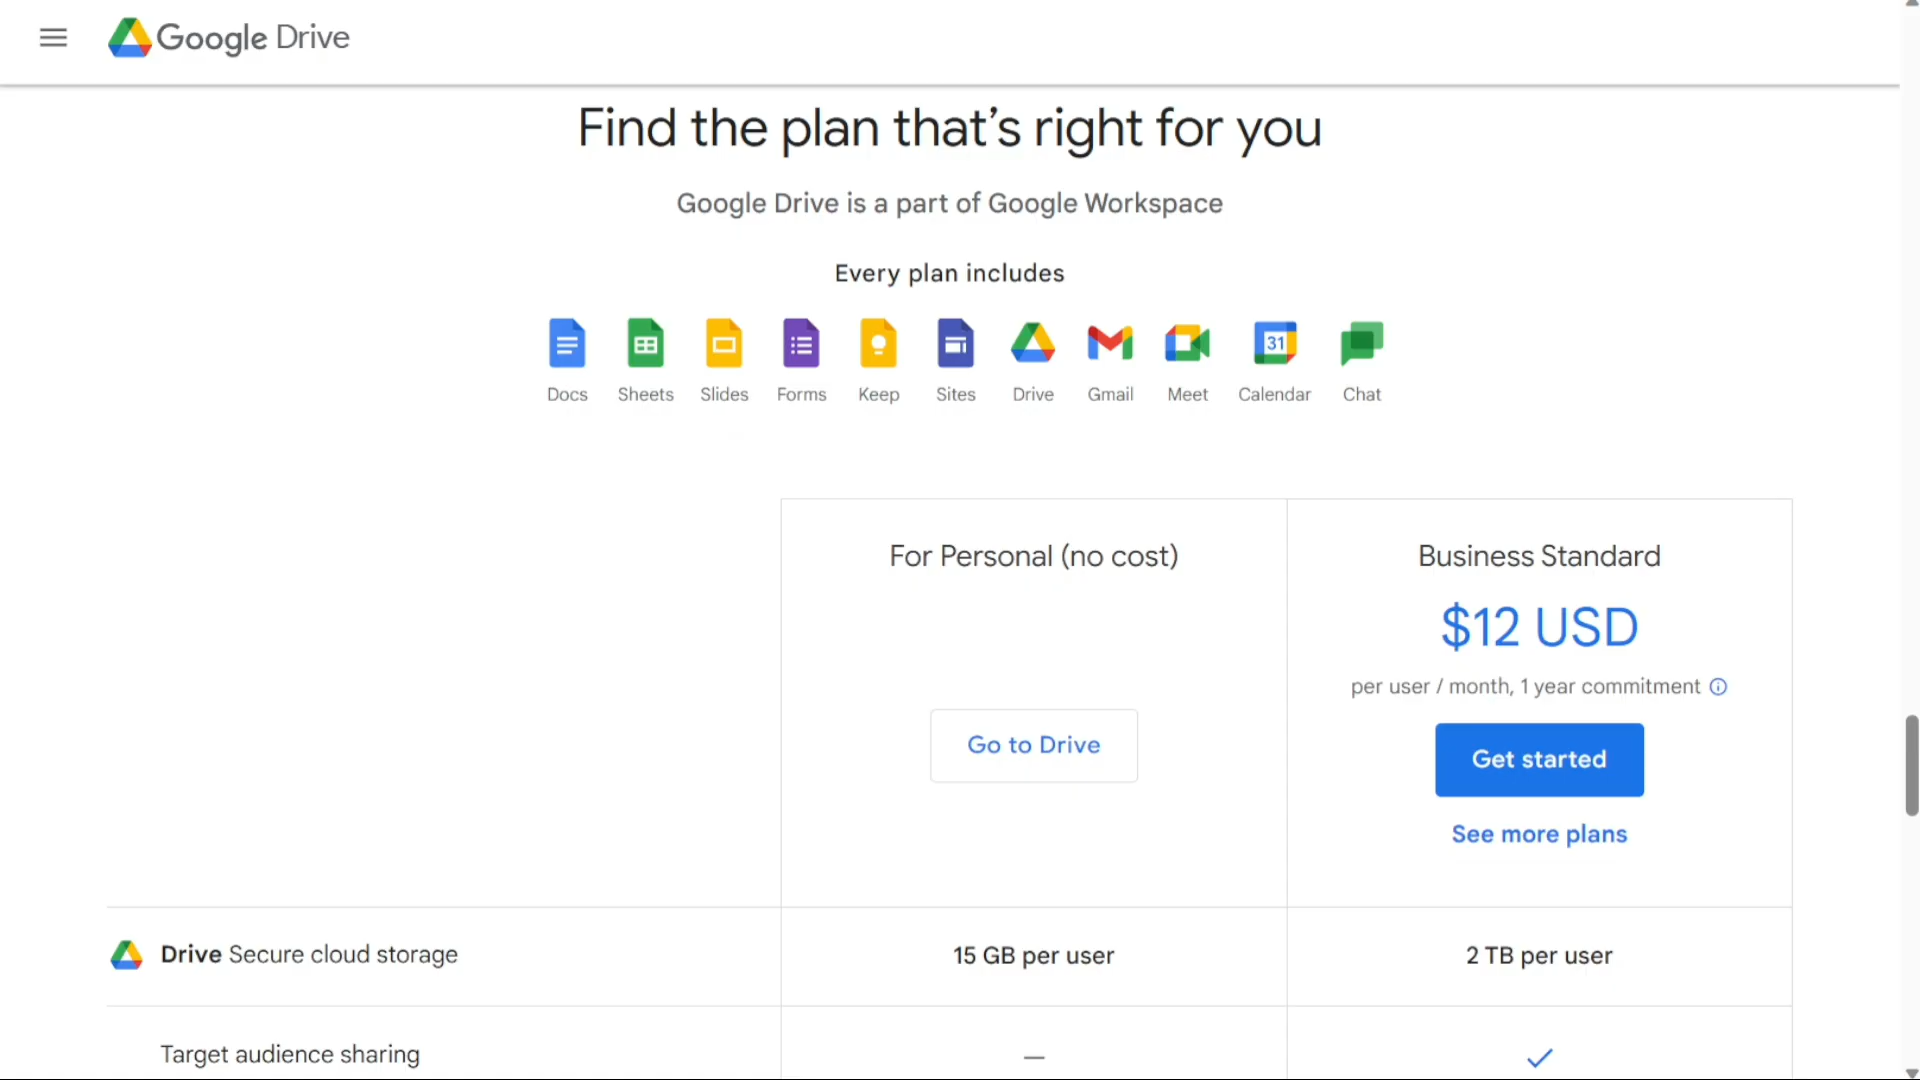 Google Drive
Find the plan that’s right for you
Google Drive is a part of Google Workspace
Every plan includes
31
Docs Sheets Slides Forms Keep Sites Drive Gmail Meet Calendar Chat
For Personal (no cost) Business Standard
$12 USD
per user / month, 1 year commitment
Go to Drive Get started
See more plans
Drive Secure cloud storage 15 GB per user 2 TB per user
Target audience sharing —